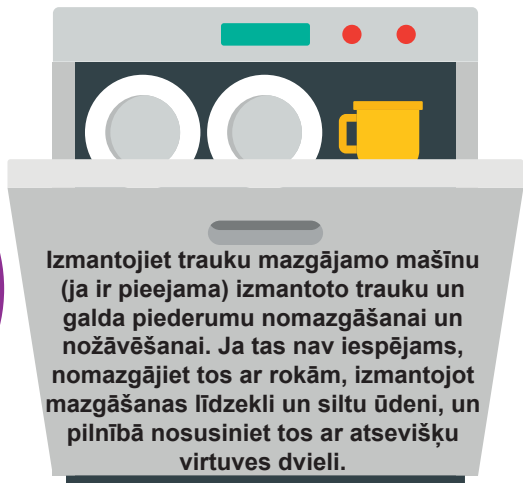 Izmantojiet trauku mazgājamo mašīnu
(ja ir pieejama) izmantoto trauku un
galda piederumu nomazgāšanai un
nožāvēšanai. Ja tas nav iespējams,
nomazgājiet tos ar rokām, izmantojot
mazgāšanas līdzekli un siltu ūdeni, un
pilnībā nosusiniet tos ar atsevišķu
virtuves dvieli.